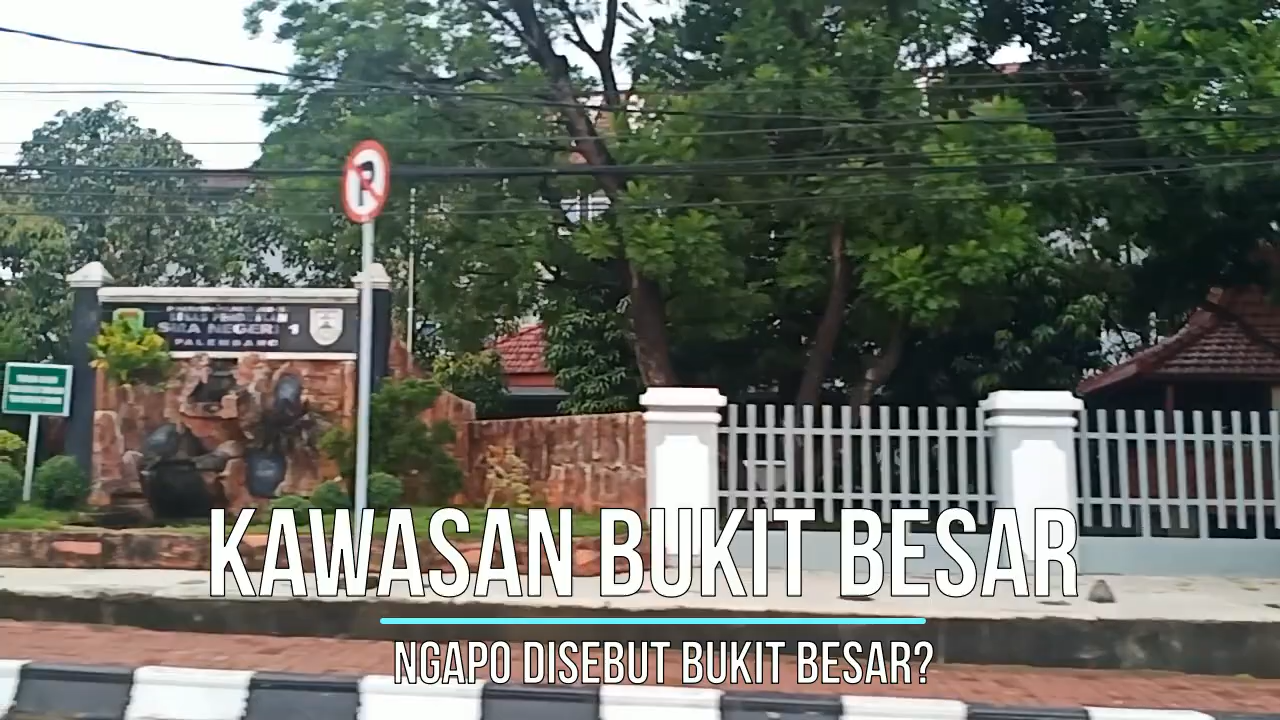 SMA NEGERI 1
PALEMBANG
KAWASAN BUKIT BESAR
NGAPO DISEBUT BUKIT BESAR?